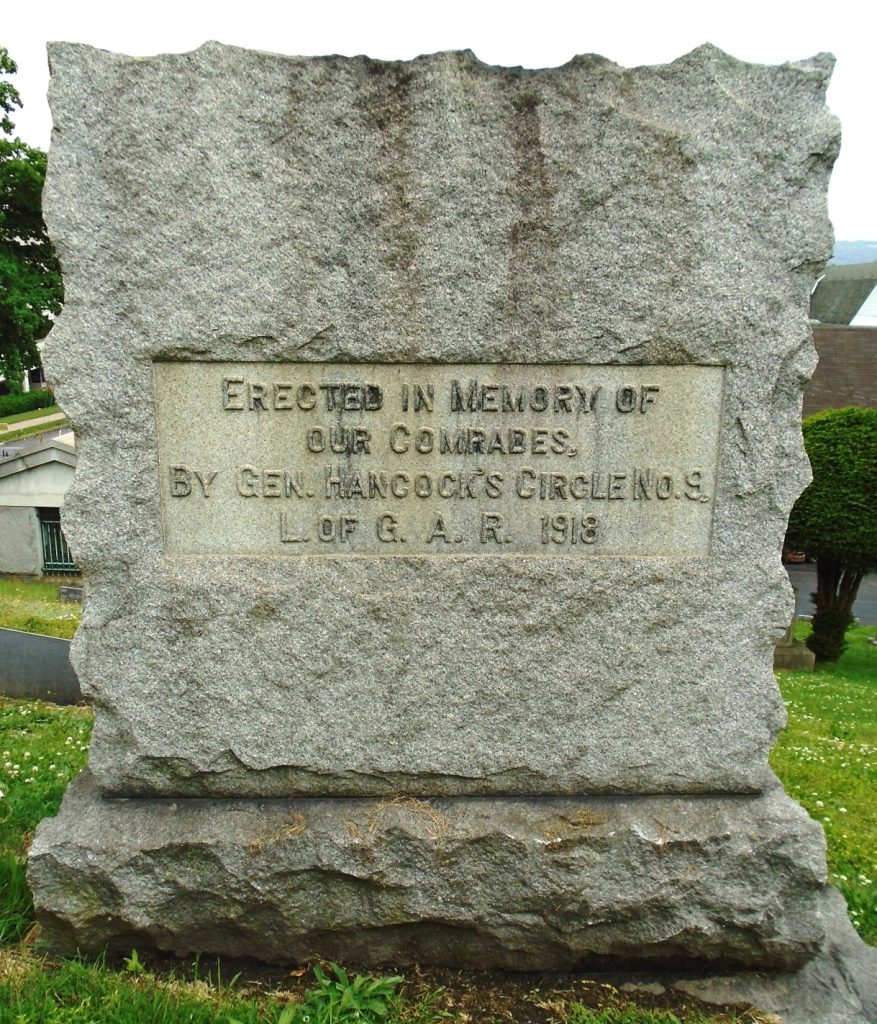 ERECTED IN MEMORY OF
OUR COMRADES,
BY GEN. HANCOCK'S CIRCLE NO. 9.
L. OF G. A. R. 1918